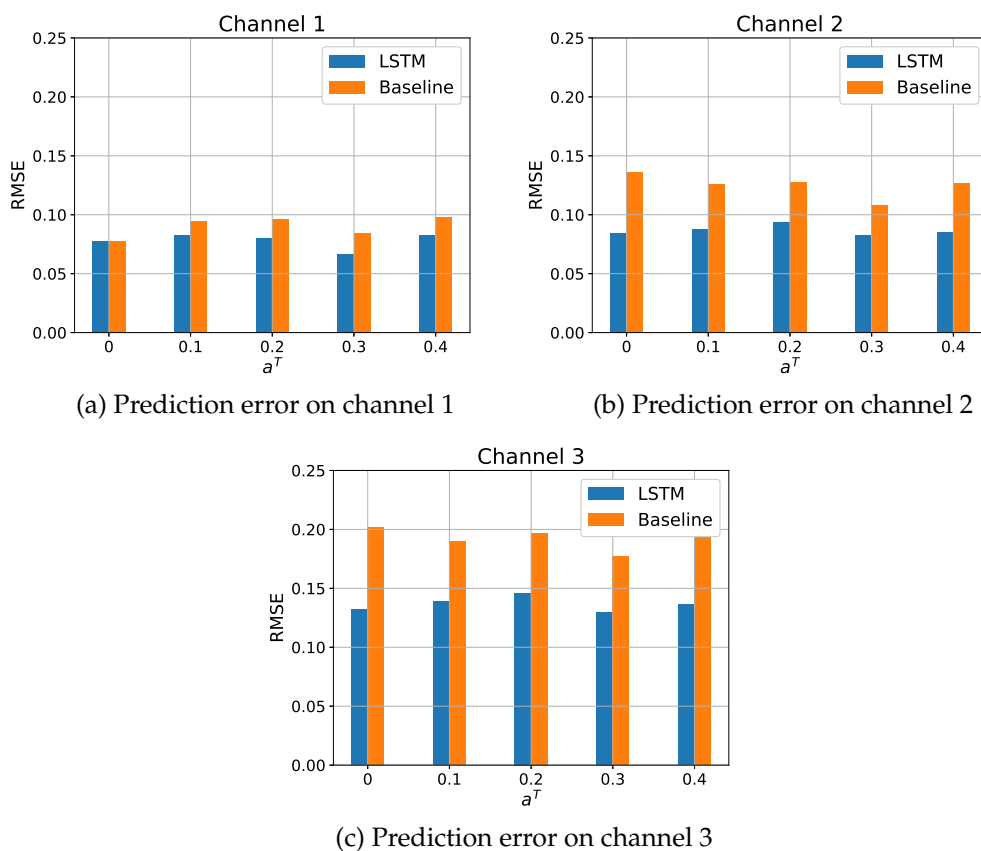 Channel 1
0.25
0.20
0.15
0.10
0.05
0.00
RMSE
LSTM
Baseline
0 0.1 0.2 0.3 0.4
a^T
(a) Prediction error on channel 1
Channel 2
0.25
0.20
0.15
0.10
0.05
0.00
RMSE
LSTM
Baseline
0 0.1 0.2 0.3 0.4
a^T
(b) Prediction error on channel 2
Channel 3
0.25
0.20
0.15
0.10
0.05
0.00
RMSE
LSTM
Baseline
0 0.1 0.2 0.3 0.4
a^T
(c) Prediction error on channel 3